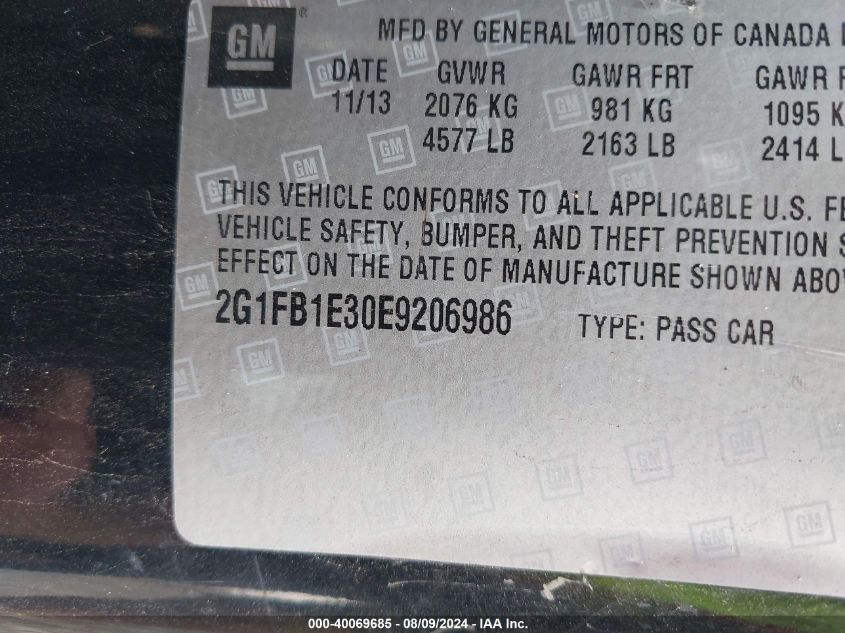 GM ® MFD BY GENERAL MOTORS OF CANADA
DATE GVWR GAWR FRT GAWR
11/13 2076 KG 981 KG 1095 K
4577 LB 2163 LB 2414 L
THIS VEHICLE CONFORMS TO ALL APPLICABLE U.S. FE
VEHICLE SAFETY, BUMPER, AND THEFT PREVENTION S
EFFECT ON THE DATE OF MANUFACTURE SHOWN ABO
2G1FB1E30E9206986 TYPE: PASS CAR
000-40069685 - 08/09/2024 - IAA Inc.